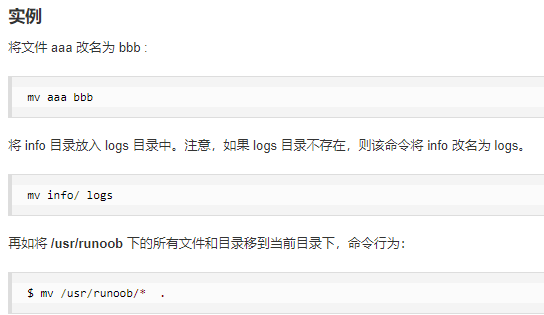 实例
将文件 aaa 改名为 bbb :
mv aaa bbb
将 info 目录放入 logs 目录中。注意，如果 logs 目录不存在，则该命令将 info 改名为 logs。
mv info/ logs
再如将 /usr/runoob 下的所有文件和目录移到当前目录下，命令行为：
$ mv /usr/runoob/*  .